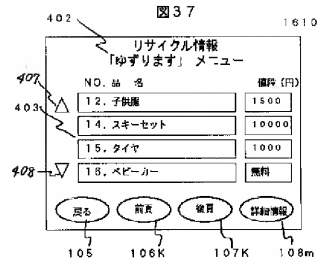 図37
402
1610
リサイクル情報
「ゆずります」 メニュー
407
NO. 品 名 値段 (円)
403
12. 子供服 1500
14. スキーセット 10000
15. タイヤ 1000
408
16. ベビーカー 無料
戻る 前頁 後頁 詳細情報
105 106K 107K 108m